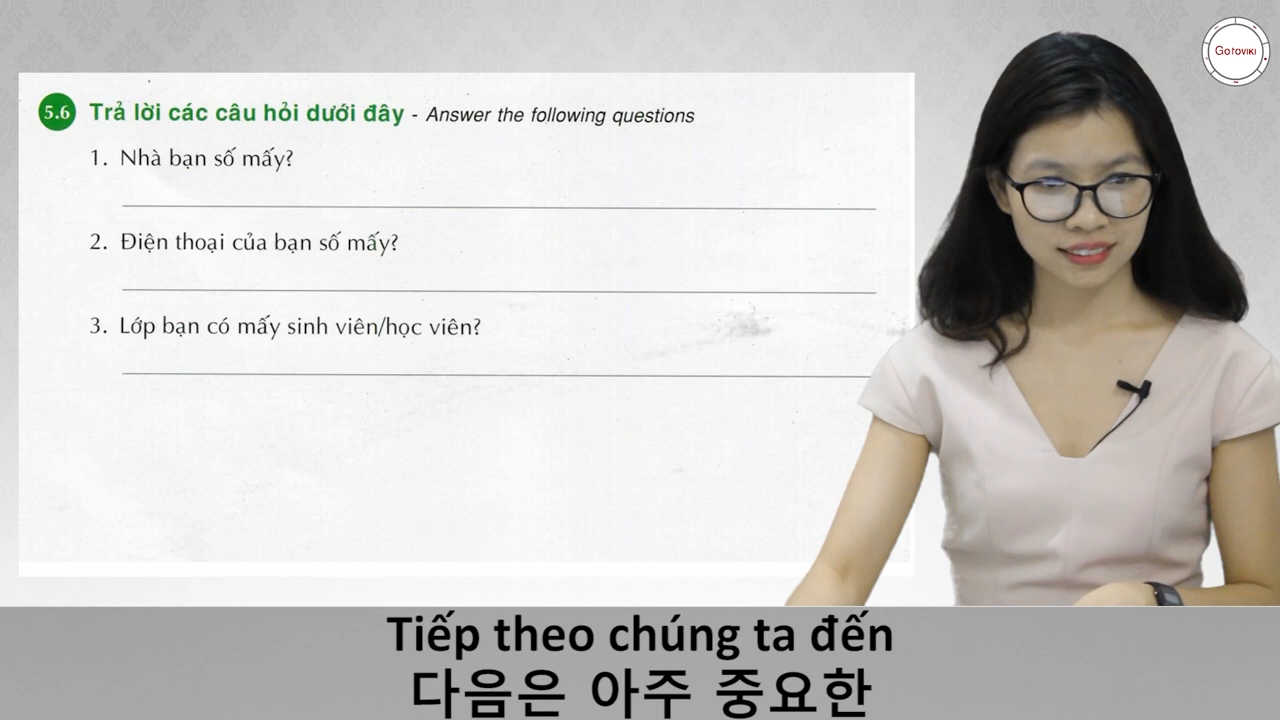 GOTOVIKI
5.6 Trả lời các câu hỏi dưới đây - Answer the following questions
1. Nhà bạn số mấy?
2. Điện thoại của bạn số mấy?
3. Lớp bạn có mấy sinh viên/học viên?
Tiếp theo chúng ta đến
다음은 아주 중요한